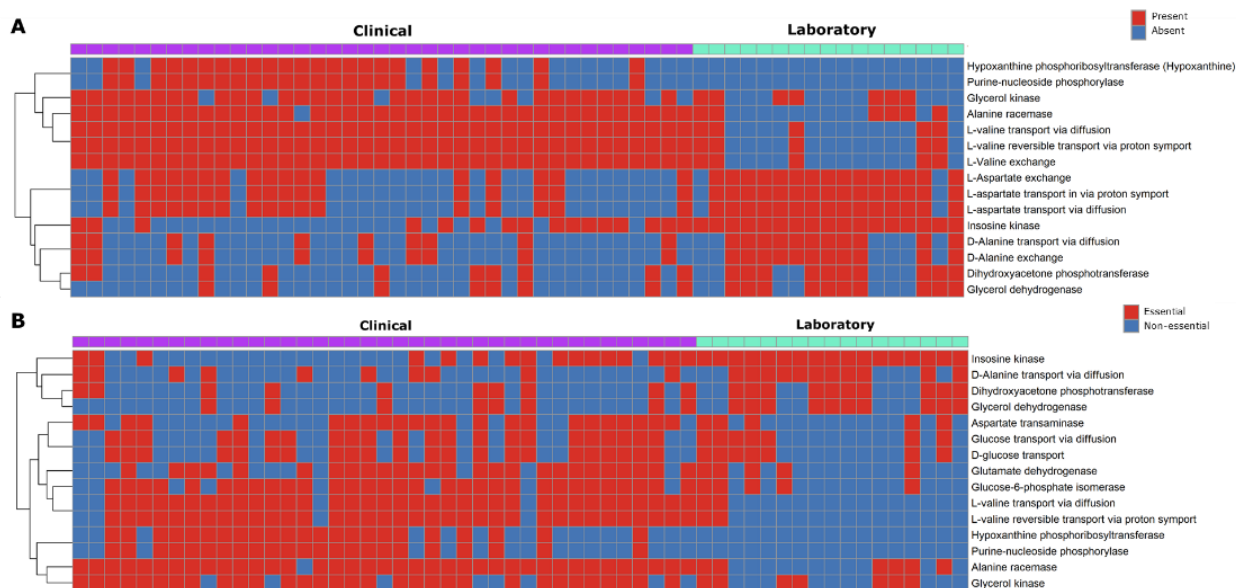 A
Clinical
Laboratory
Present
Absent
Hypoxanthine phosphoribosyltransferase (Hypoxanthine)
Purine-nucleoside phosphorylase
Glycerol kinase
Alanine racemase
L-valine transport via diffusion
L-valine reversible transport via proton symport
L-Valine exchange
L-Aspartate exchange
L-aspartate transport in via proton symport
L-aspartate transport via diffusion
Insosine kinase
D-Alanine transport via diffusion
D-Alanine exchange
Dihydroxyacetone phosphotransferase
Glycerol dehydrogenase
B
Clinical
Laboratory
Essential
Non-essential
Insosine kinase
D-Alanine transport via diffusion
Dihydroxyacetone phosphotransferase
Glycerol dehydrogenase
Aspartate transaminase
Glucose transport via diffusion
D-glucose transport
Glutamate dehydrogenase
Glucose-6-phosphate isomerase
L-valine transport via diffusion
L-valine reversible transport via proton symport
Hypoxanthine phosphoribosyltransferase
Purine-nucleoside phosphorylase
Alanine racemase
Glycerol kinase